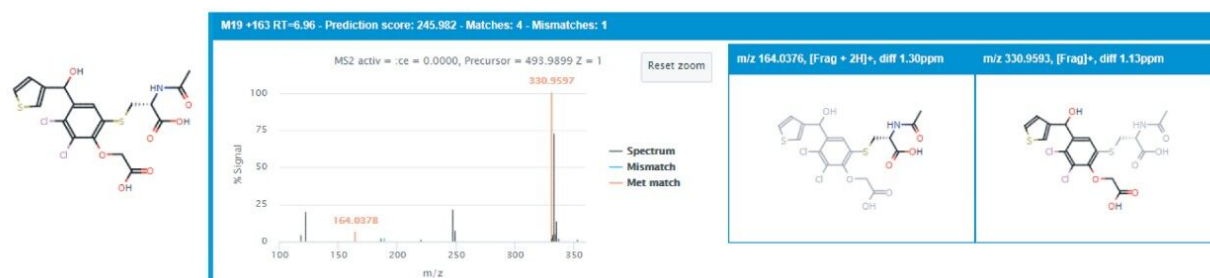 M19 +163 RT=6.96 - Prediction score: 245.982 - Matches: 4 - Mismatches: 1
MS2 activ = :ce = 0.0000, Precursor = 493.9899 Z = 1
Reset zoom
m/z 164.0376, [Frag + 2H]+, diff 1.30ppm
m/z 330.9593, [Frag]+, diff 1.13ppm
330.9597
100
75
50
25
0
% Signal
164.0378
100
150
200
250
300
350
m/z
Spectrum
Mismatch
Met match
OH
S
Cl
Cl
S
O
HN
O
OH
O
O
OH
OH
S
Cl
Cl
S
O
HN
O
OH
O
O
OH
OH
S
Cl
Cl
S
O
HN
O
OH
O
O
OH